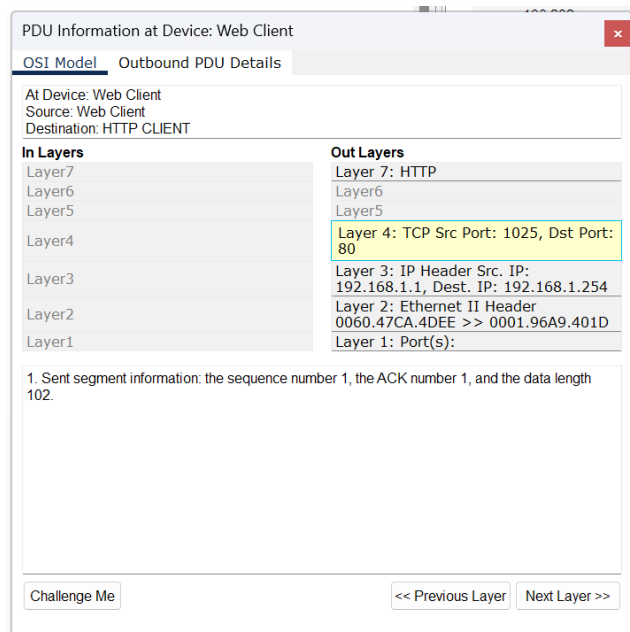 PDU Information at Device: Web Client
×
OSI Model Outbound PDU Details
At Device: Web Client
Source: Web Client
Destination: HTTP CLIENT
In Layers
Layer7
Layer6
Layer5
Layer4
Layer3
Layer2
Layer1
Out Layers
Layer 7: HTTP
Layer6
Layer5
Layer 4: TCP Src Port: 1025, Dst Port:
80
Layer 3: IP Header Src. IP:
192.168.1.1, Dest. IP: 192.168.1.254
Layer 2: Ethernet II Header
0060.47CA.4DEE >> 0001.96A9.401D
Layer 1: Port(s):
1. Sent segment information: the sequence number 1, the ACK number 1, and the data length
102.
Challenge Me
<< Previous Layer
Next Layer >>